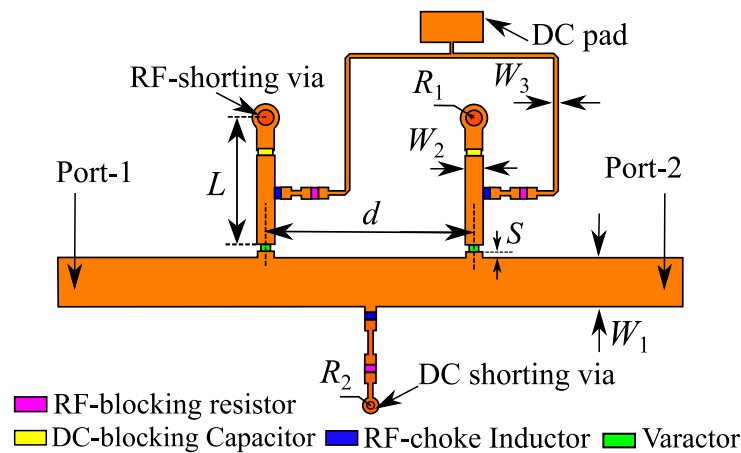 DC pad
RF-shorting via
R1
W3
W2
Port-1
Port-2
L
d
S
W1
R2
DC shorting via
RF-blocking resistor
DC-blocking Capacitor
RF-choke Inductor
Varactor